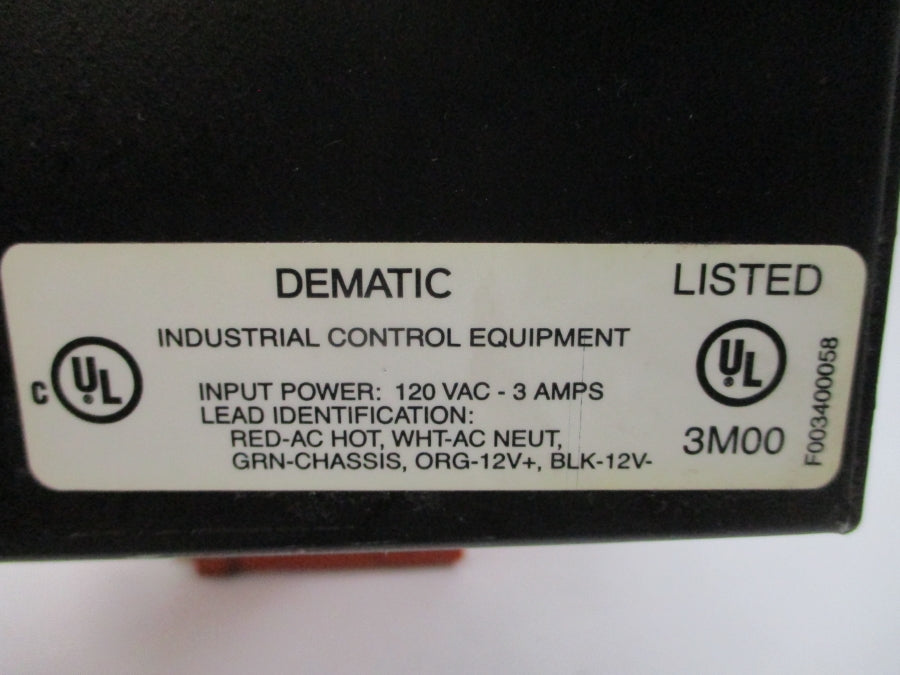 DEMATIC
INDUSTRIAL CONTROL EQUIPMENT
INPUT POWER: 120 VAC - 3 AMPS
LEAD IDENTIFICATION:
RED-AC HOT, WHT-AC NEUT,
GRN-CHASSIS, ORG-12V+, BLK-12V-
C UL
LISTED
UL
3M00
F003400058